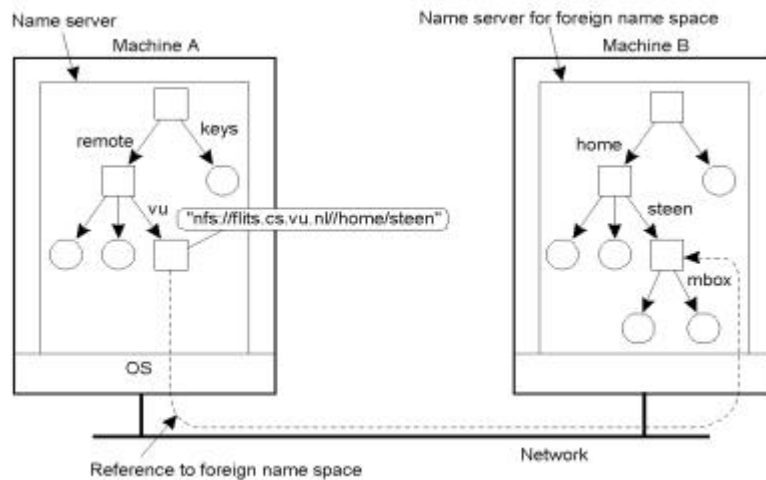 Name server
Name server for foreign name space
Machine A
Machine B
remote
keys
home
vu
"nfs://flits.cs.vu.nl//home/steen"
steen
mbox
OS
Network
Reference to foreign name space